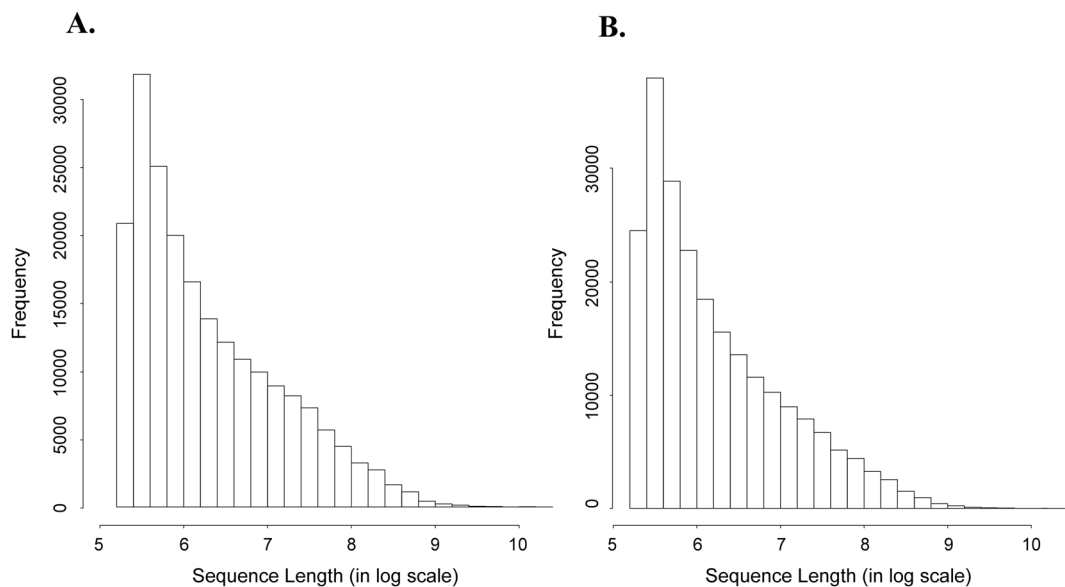 A.
30000
25000
20000
15000
10000
5000
0
Frequency
5 6 7 8 9 10
Sequence Length (in log scale)
B.
30000
20000
10000
0
Frequency
5 6 7 8 9 10
Sequence Length (in log scale)